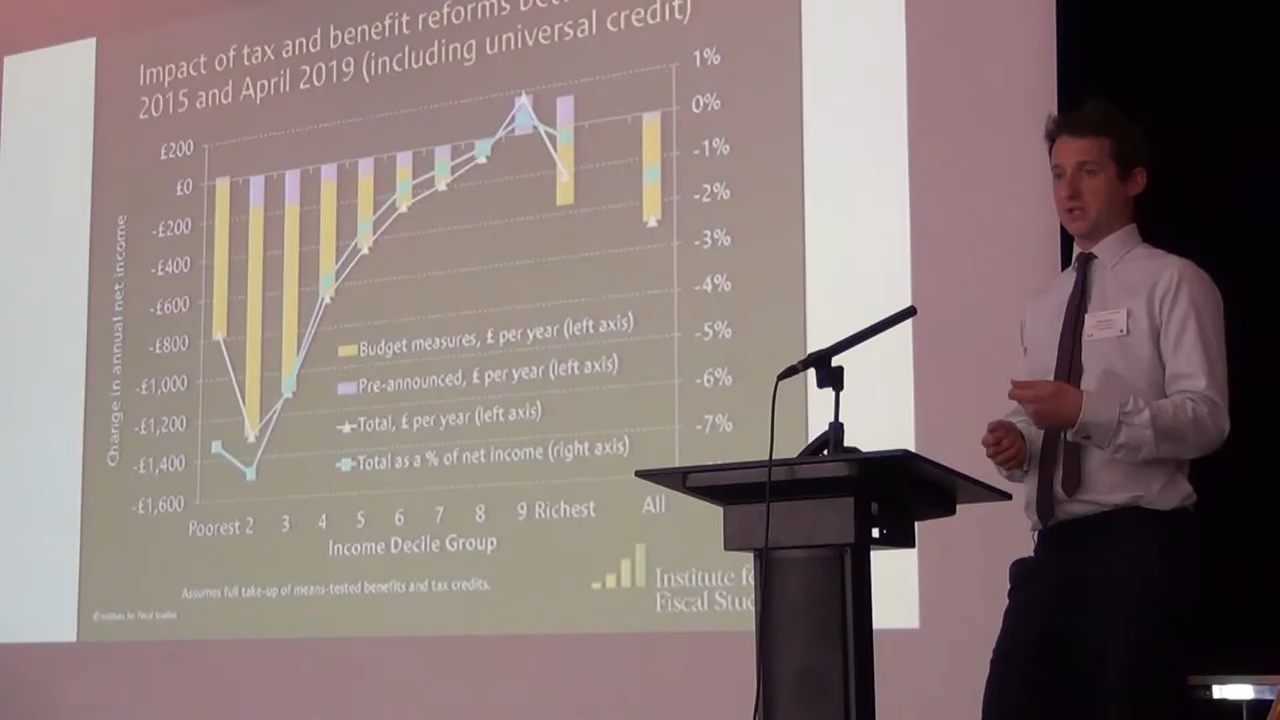 Impact of tax and benefit reforms
2015 and April 2019 (including universal credit)
1%
0%
-1%
-2%
-3%
-4%
-5%
-6%
-7%
£200
£0
-£200
-£400
-£600
-£800
-£1,000
-£1,200
-£1,400
-£1,600
Change in annual net income
Budget measures, £ per year (left axis)
Pre-announced, £ per year (left axis)
Total, £ per year (left axis)
Total as a % of net income (right axis)
Poorest 2 3 4 5 6 7 8 9 Richest All
Income Decile Group
Assumes full take-up of means-tested benefits and tax credits.
© Institute for Fiscal Studies
Institute
Fiscal